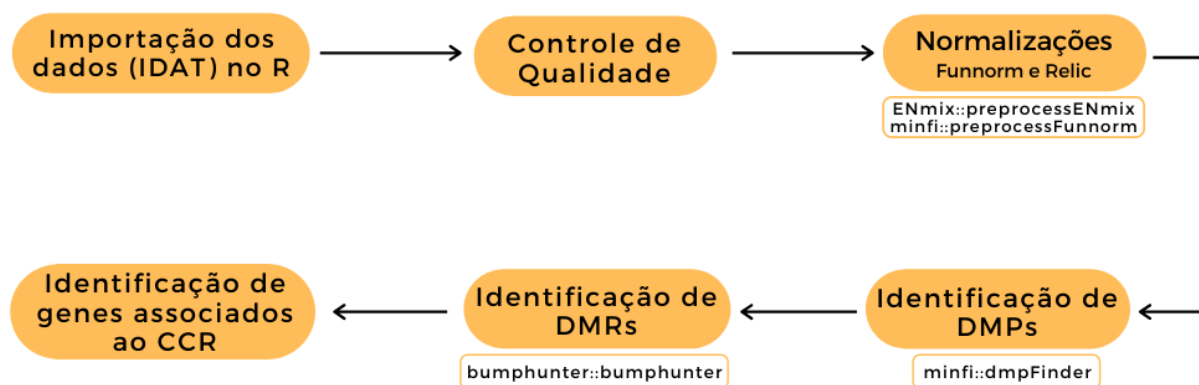 Importação dos
dados (IDAT) no R
Controle de
Qualidade
Normalizações
Funnorm e Relic
ENmix::preprocessENmix
minfi::preprocessFunnorm
Identificação de
genes associados
ao CCR
Identificação de
DMRs
bumphunter::bumphunter
Identificação de
DMPs
minfi::dmpFinder